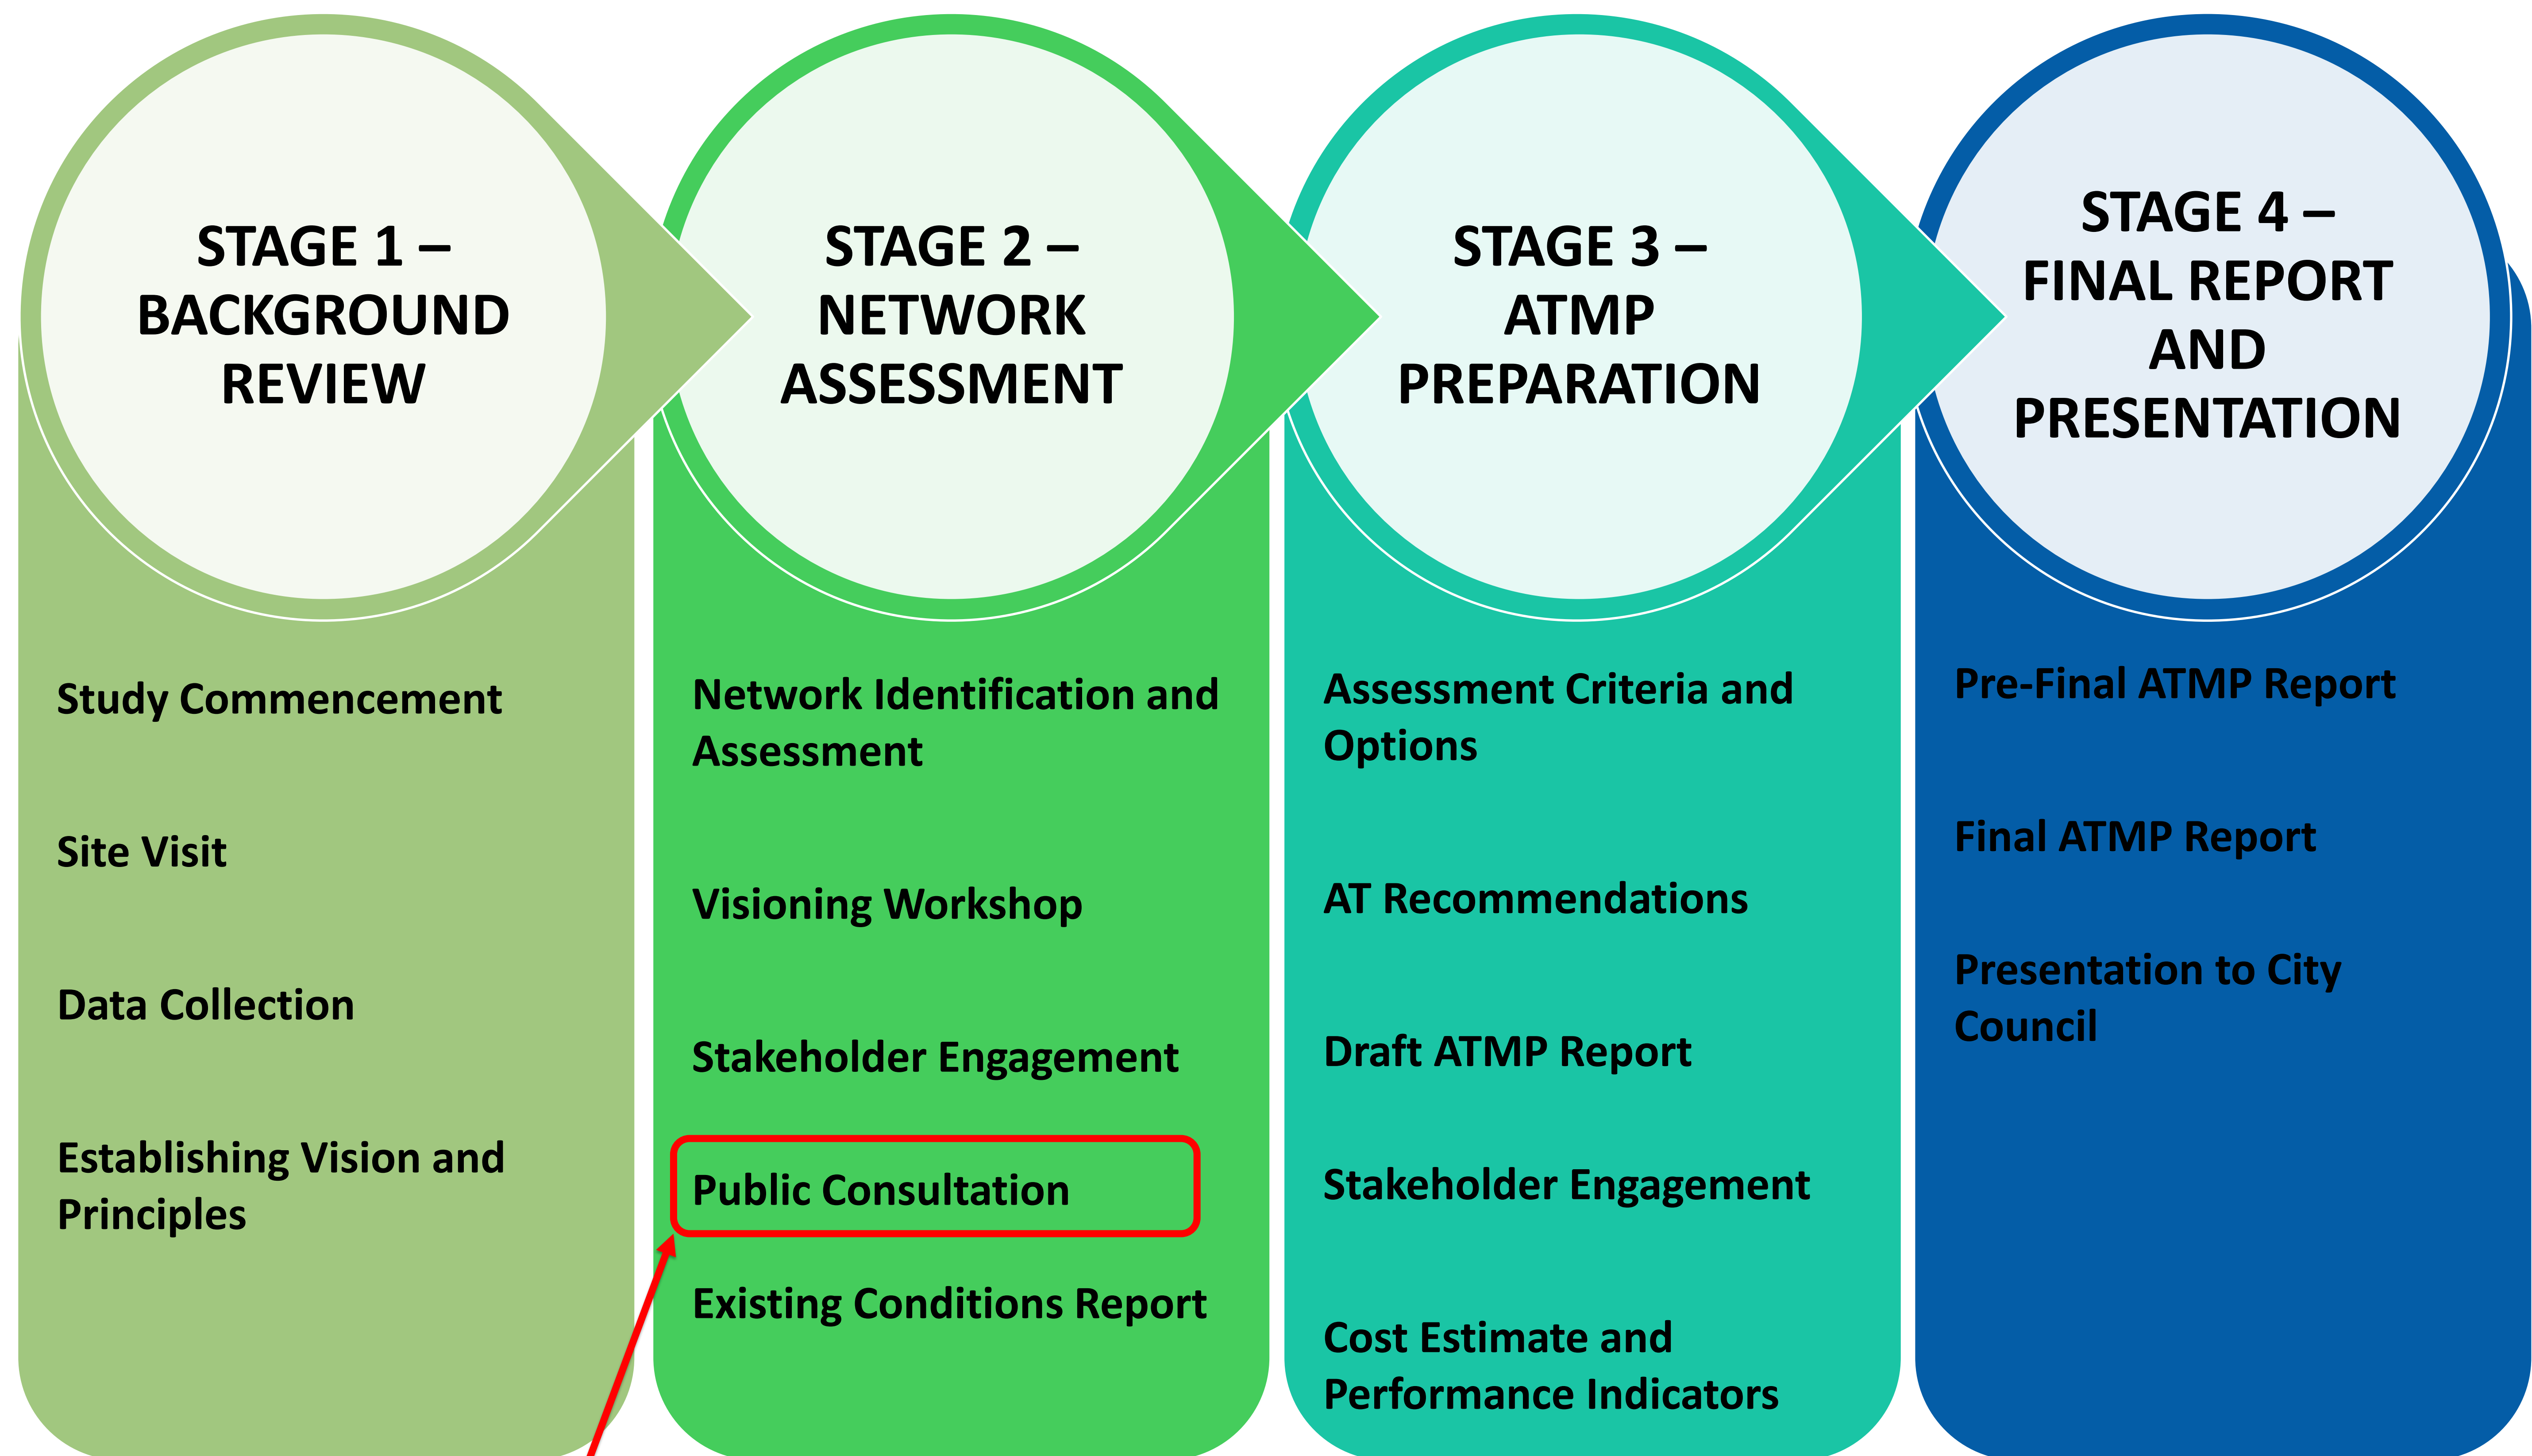 STAGE 1 –
BACKGROUND
REVIEW
Study Commencement
Site Visit
Data Collection
Establishing Vision and
Principles
STAGE 2 –
NETWORK
ASSESSMENT
Network Identification and
Assessment
Visioning Workshop
Stakeholder Engagement
Public Consultation
Existing Conditions Report
STAGE 3 –
ATMP
PREPARATION
Assessment Criteria and
Options
AT Recommendations
Draft ATMP Report
Stakeholder Engagement
Cost Estimate and
Performance Indicators
STAGE 4 –
FINAL REPORT
AND
PRESENTATION
Pre-Final ATMP Report
Final ATMP Report
Presentation to City
Council